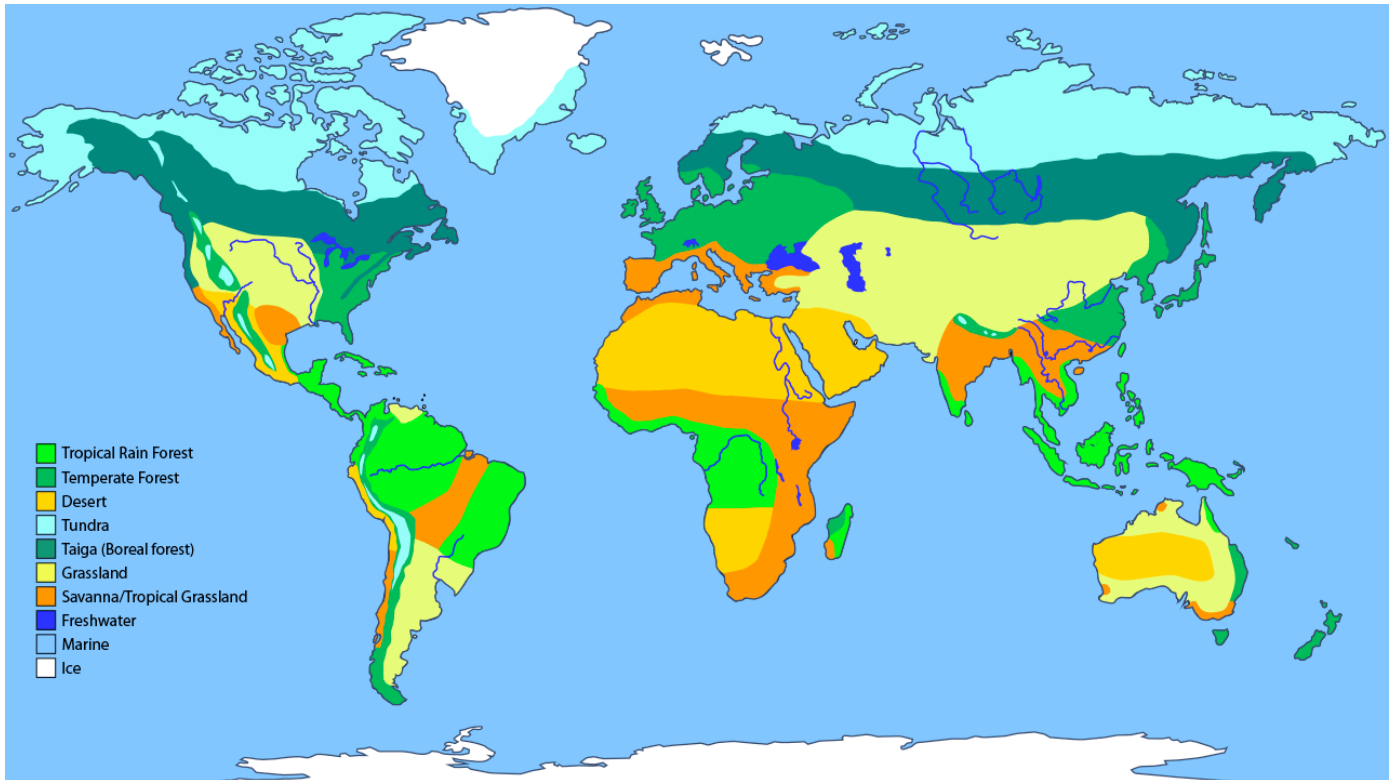 Tropical Rain Forest
Temperate Forest
Desert
Tundra
Taiga (Boreal forest)
Grassland
Savanna/Tropical Grassland
Freshwater
Marine
Ice